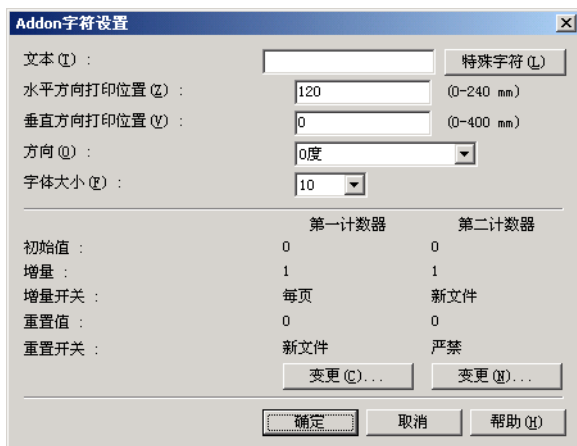 Addon字符设置
文本(T) : 特殊字符(L)
水平方向打印位置(Z) : 120 (0-240 mm)
垂直方向打印位置(V) : 0 (0-400 mm)
方向(O) : 0度
字体大小(F) : 10
第一计数器 第二计数器
初始值 : 0 0
增量 : 1 1
增量开关 : 每页 新文件
重置值 : 0 0
重置开关 : 新文件 严禁
变更(C)... 变更(N)...
确定 取消 帮助(H)